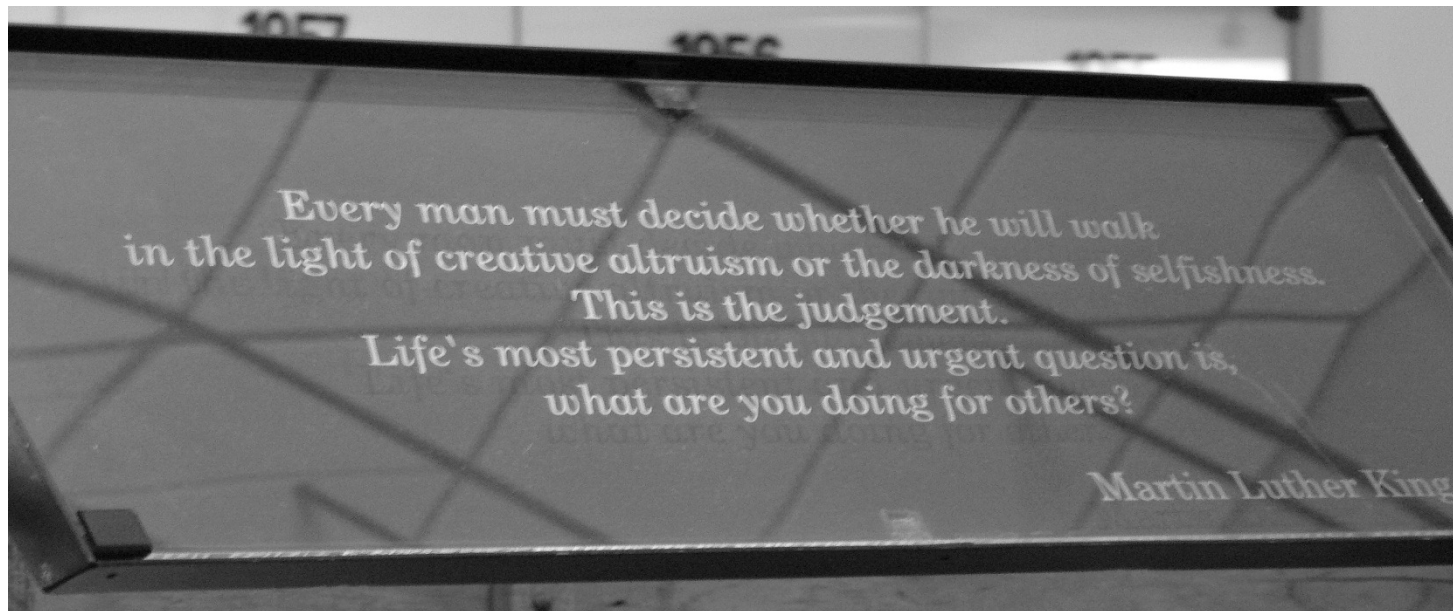 1957
1956
Every man must decide whether he will walk
in the light of creative altruism or the darkness of selfishness.
This is the judgement.
Life`s most persistent and urgent question is,
what are you doing for others?
Martin Luther King